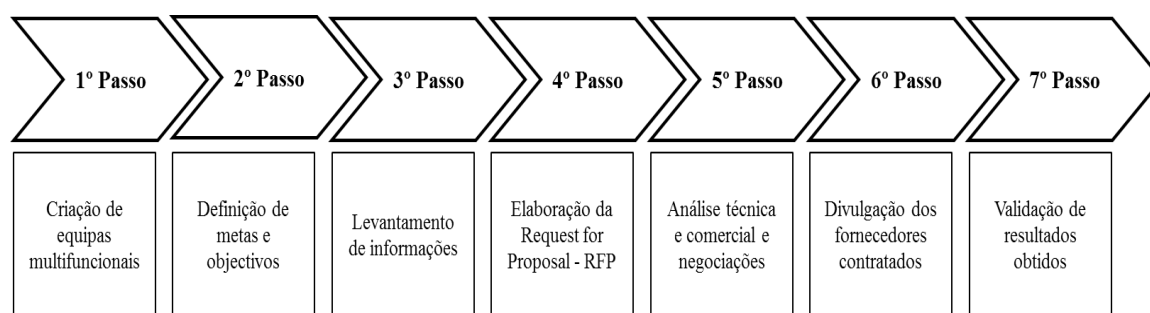 1º Passo
2º Passo
3º Passo
4º Passo
5º Passo
6º Passo
7º Passo
Criação de
equipas
multifuncionais
Definição de
metas e
objectivos
Levantamento
de informações
Elaboração da
Request for
Proposal - RFP
Análise técnica
e comercial e
negociações
Divulgação dos
fornecedores
contratados
Validação de
resultados
obtidos